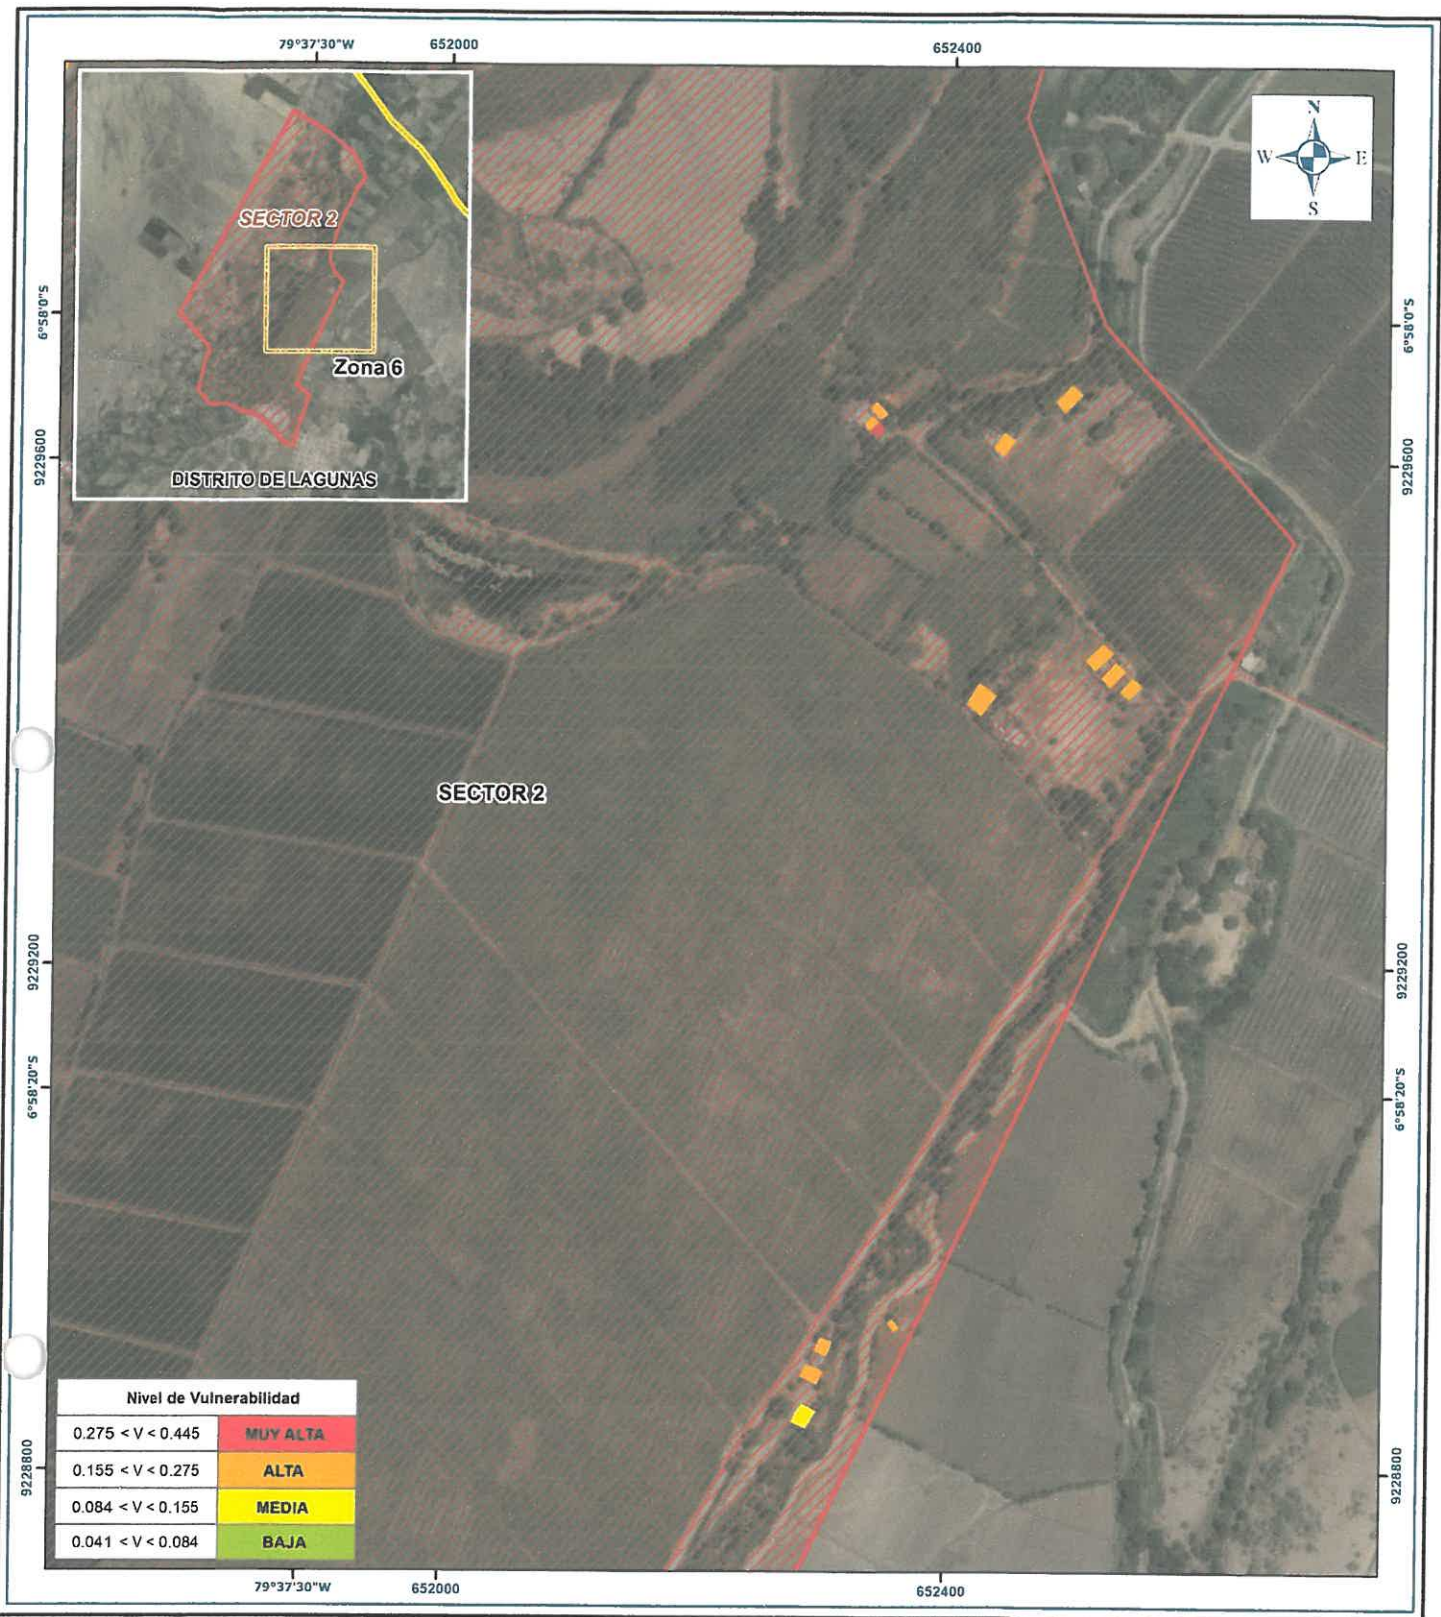 79°37'30"W 652000 652400
N
W E
S
SECTOR 2
Zona 6
DISTRITO DE LAGUNAS
6°58'0"S 6°58'0"S
9229600 9229600
SECTOR 2
9229200 9229200
6°58'20"S 6°58'20"S
9228800 9228800
Nivel de Vulnerabilidad
0.275 < V < 0.445 MUY ALTA
0.155 < V < 0.275 ALTA
0.084 < V < 0.155 MEDIA
0.041 < V < 0.084 BAJA
79°37'30"W 652000 652400